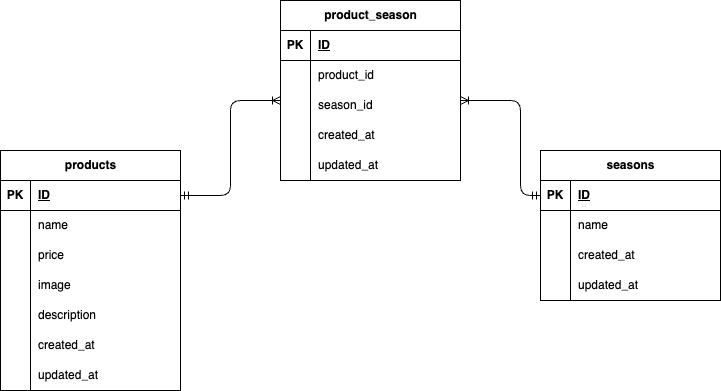 product_season
PK ID
product_id
season_id
created_at
updated_at
products
PK ID
name
price
image
description
created_at
updated_at
seasons
PK ID
name
created_at
updated_at